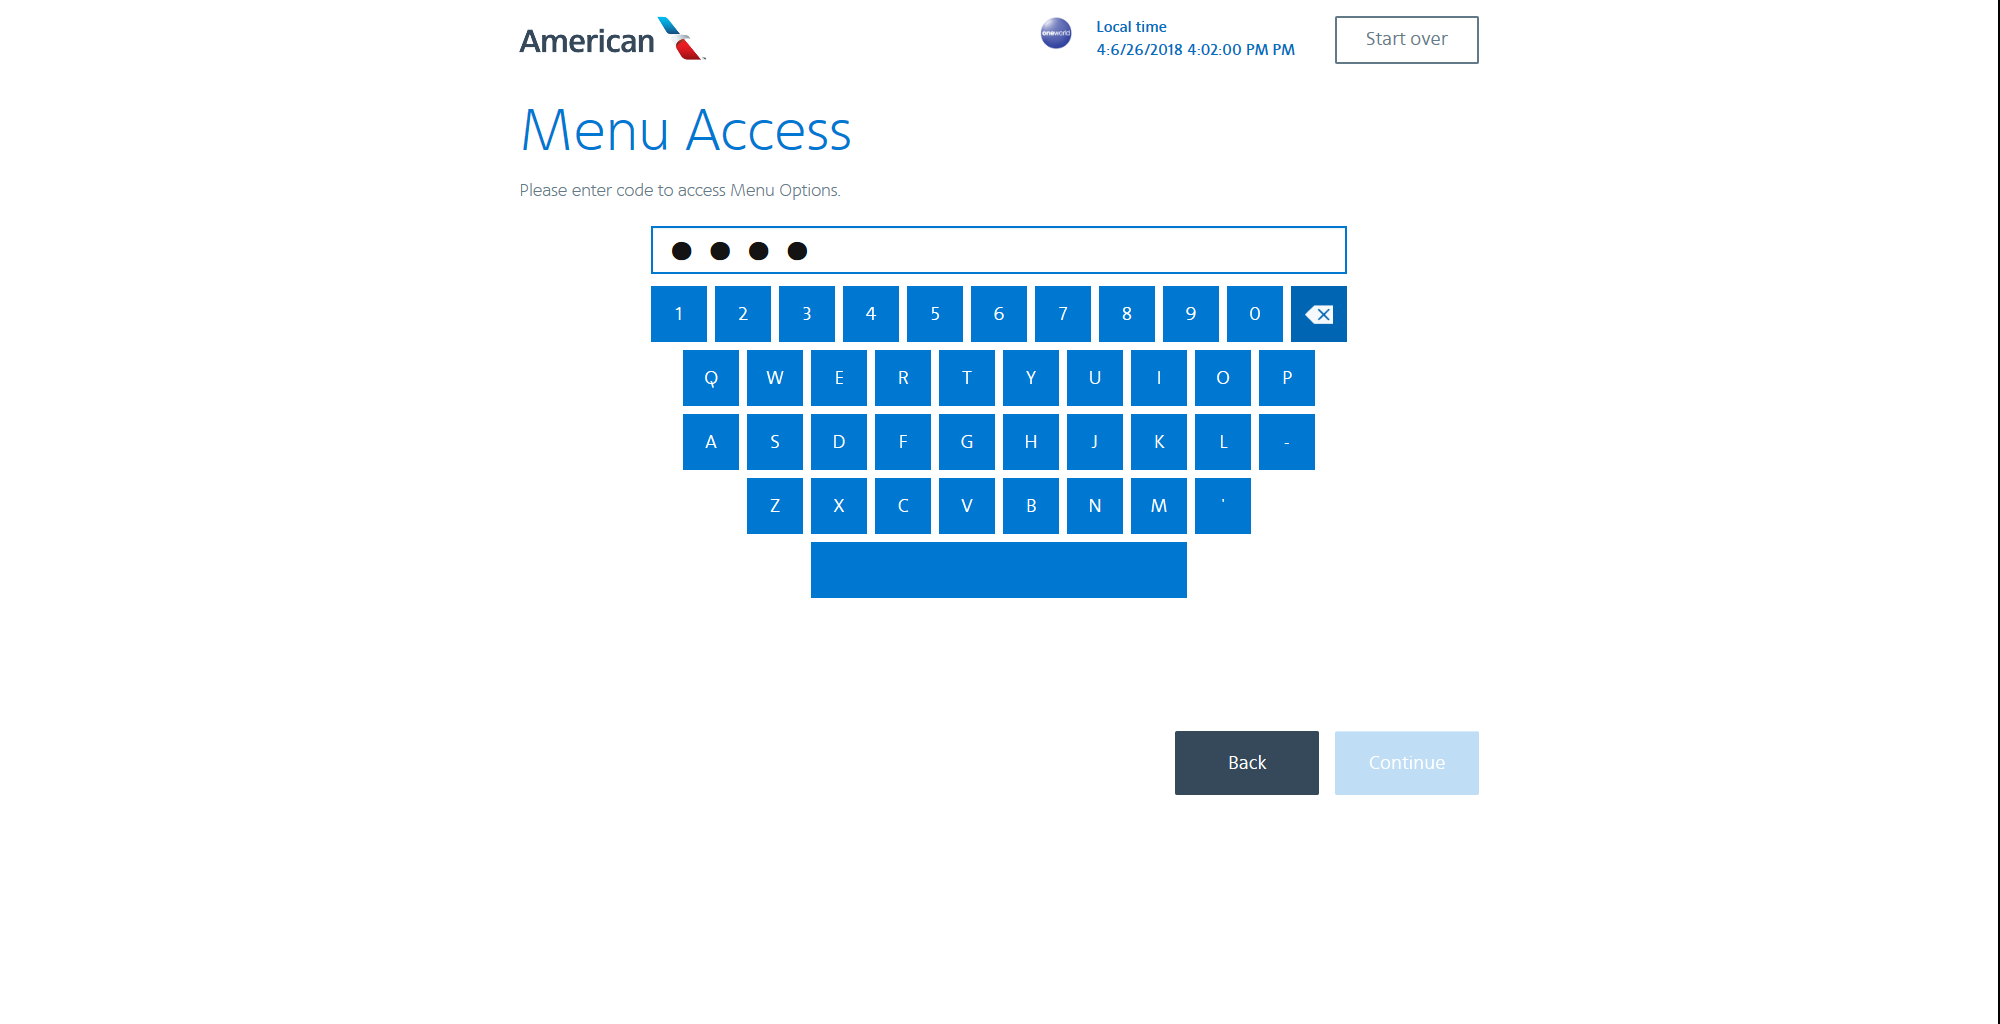 American
oneworld
Local time
4:6/26/2018 4:02:00 PM PM
Start over
Menu Access
Please enter code to access Menu Options.
1 2 3 4 5 6 7 8 9 0
Q W E R T Y U I O P
A S D F G H J K L -
Z X C V B N M '
Back
Continue